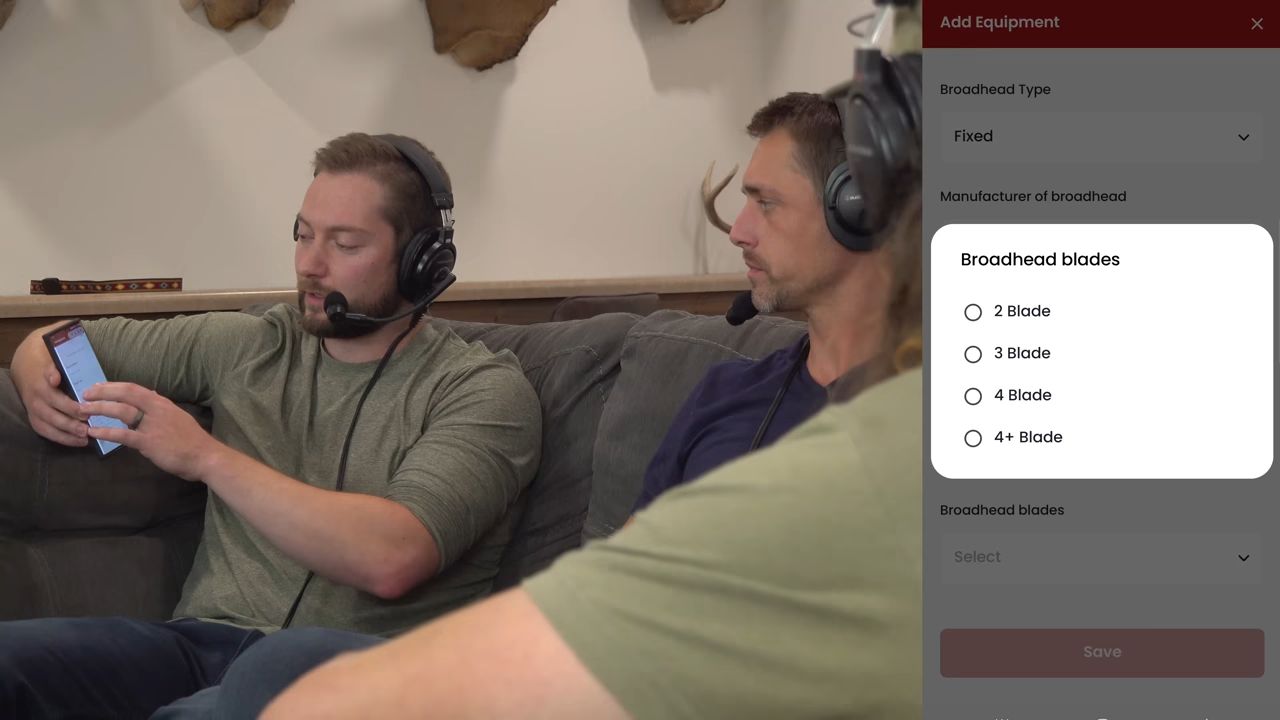 Add Equipment
Broadhead Type
Fixed
Manufacturer of broadhead
Broadhead blades
2 Blade
3 Blade
4 Blade
4+ Blade
Broadhead blades
Select
Save